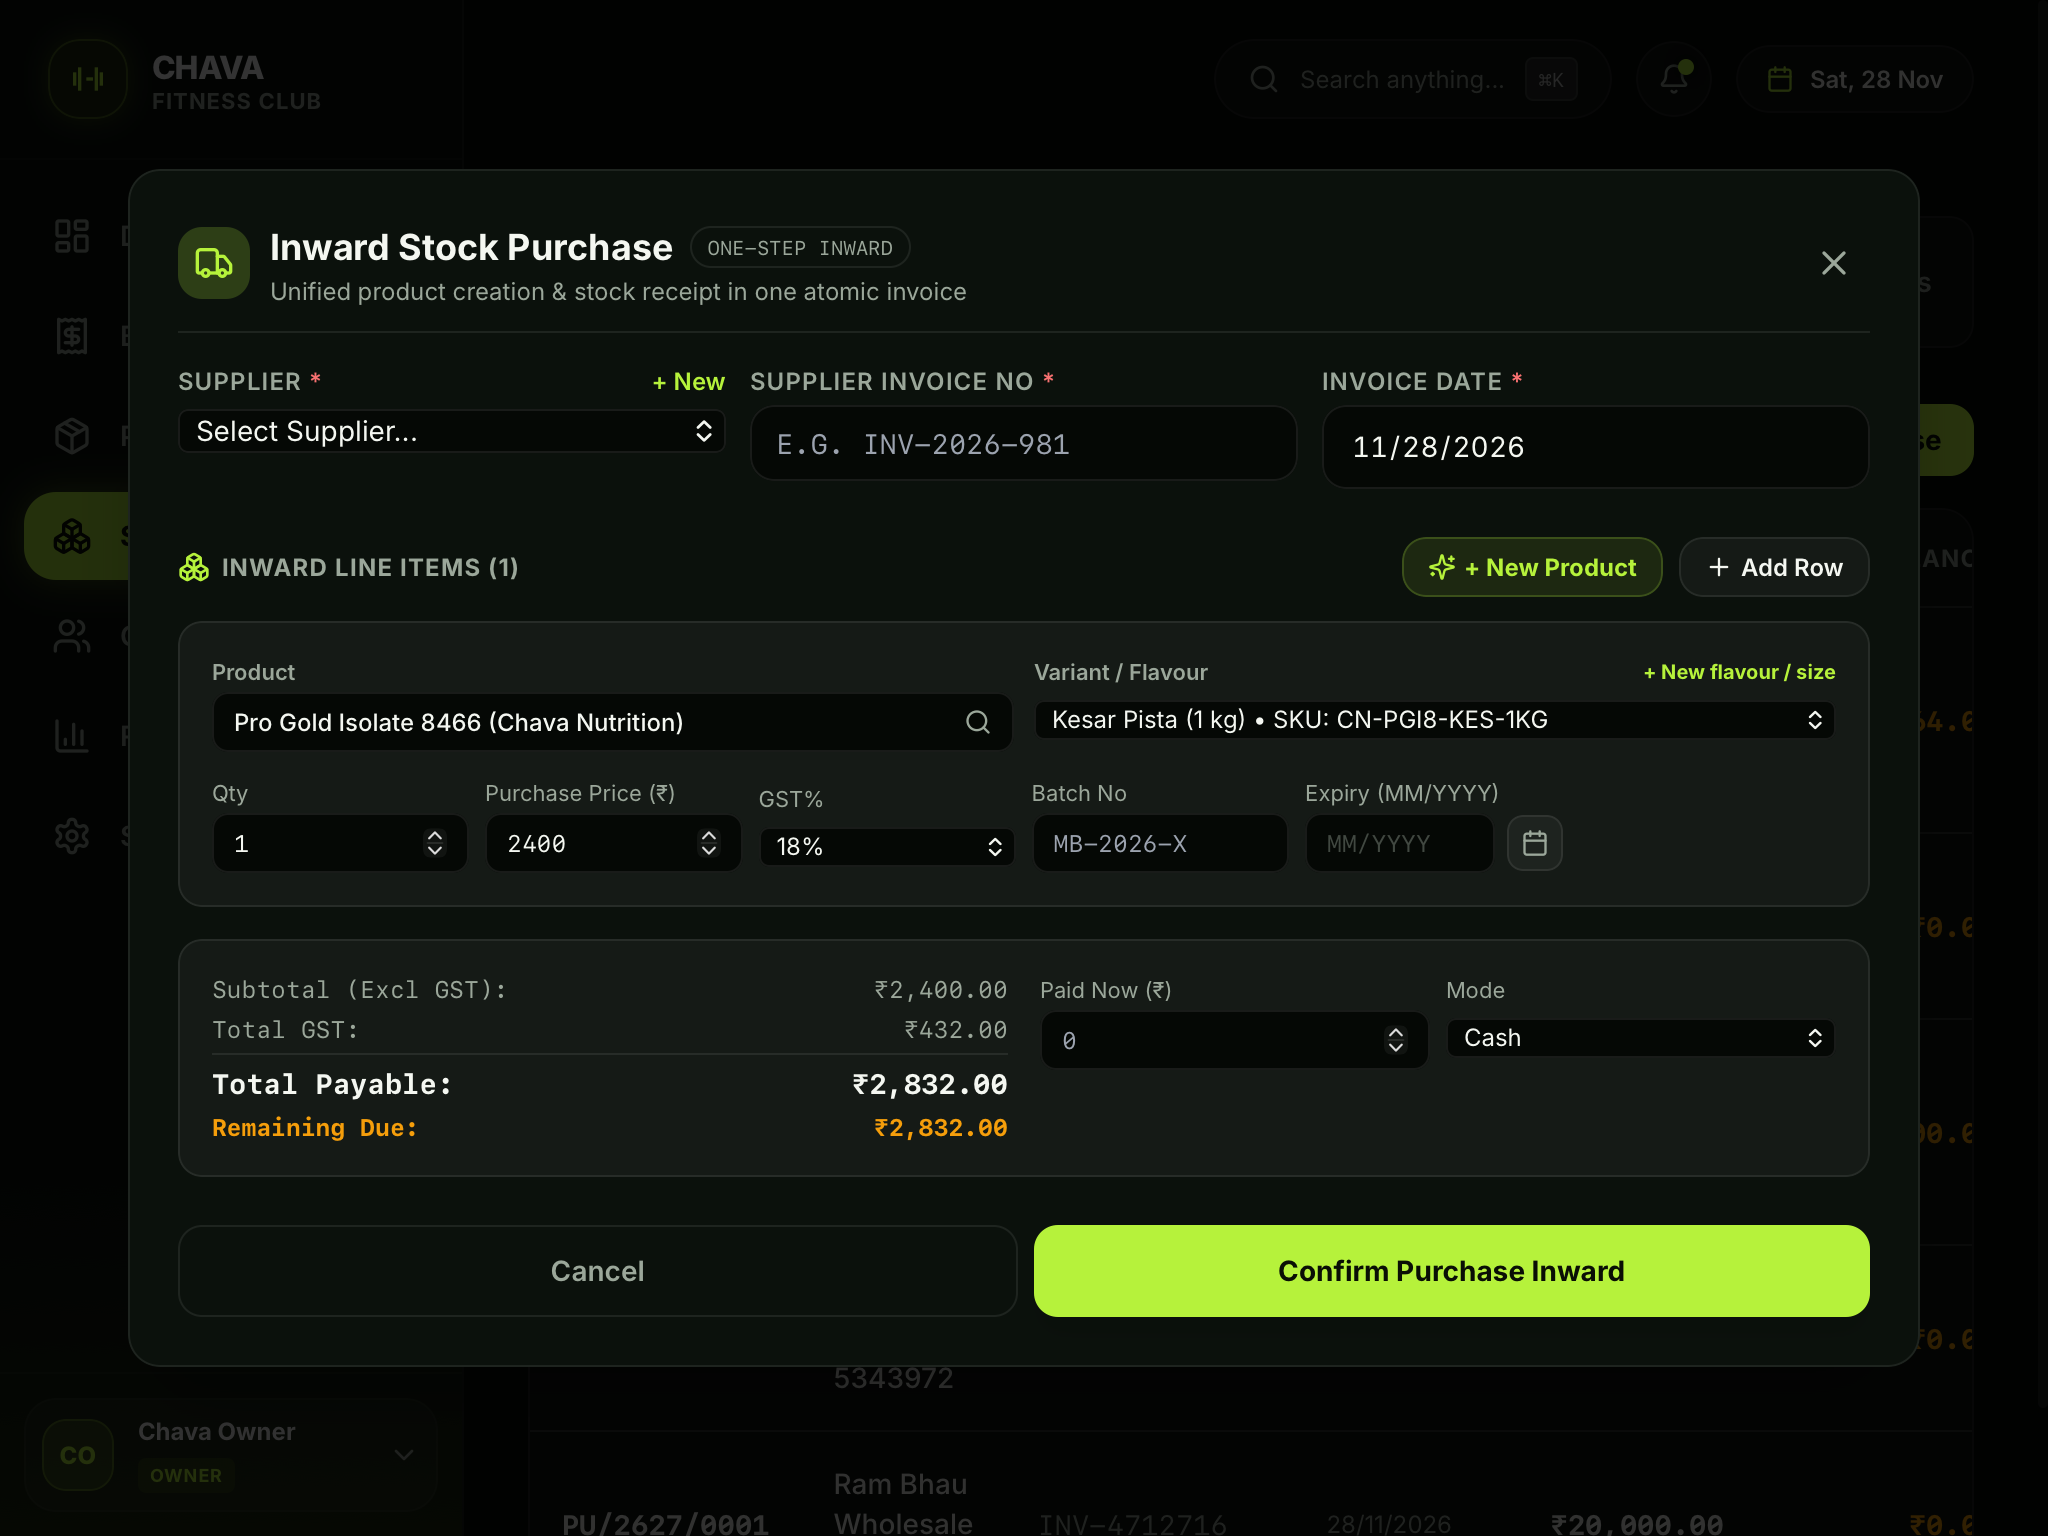 CHAVA
FITNESS CLUB
Search anything... ⌘K
Sat, 28 Nov
Inward Stock Purchase
ONE-STEP INWARD
Unified product creation & stock receipt in one atomic invoice
SUPPLIER *
+ New
Select Supplier...
SUPPLIER INVOICE NO *
E.G. INV-2026-981
INVOICE DATE *
11/28/2026
INWARD LINE ITEMS (1)
+ New Product
+ Add Row
Product
Pro Gold Isolate 8466 (Chava Nutrition)
Variant / Flavour
+ New flavour / size
Kesar Pista (1 kg) • SKU: CN-PGI8-KES-1KG
Qty
1
Purchase Price (₹)
2400
GST%
18%
Batch No
MB-2026-X
Expiry (MM/YYYY)
MM/YYYY
Subtotal (Excl GST): ₹2,400.00
Total GST: ₹432.00
Total Payable: ₹2,832.00
Remaining Due: ₹2,832.00
Paid Now (₹)
0
Mode
Cash
Cancel
Confirm Purchase Inward
5343972
CO
Chava Owner
OWNER
PU/2627/0001
Ram Bhau
Wholesale
INV-4712716
28/11/2026
₹20,000.00